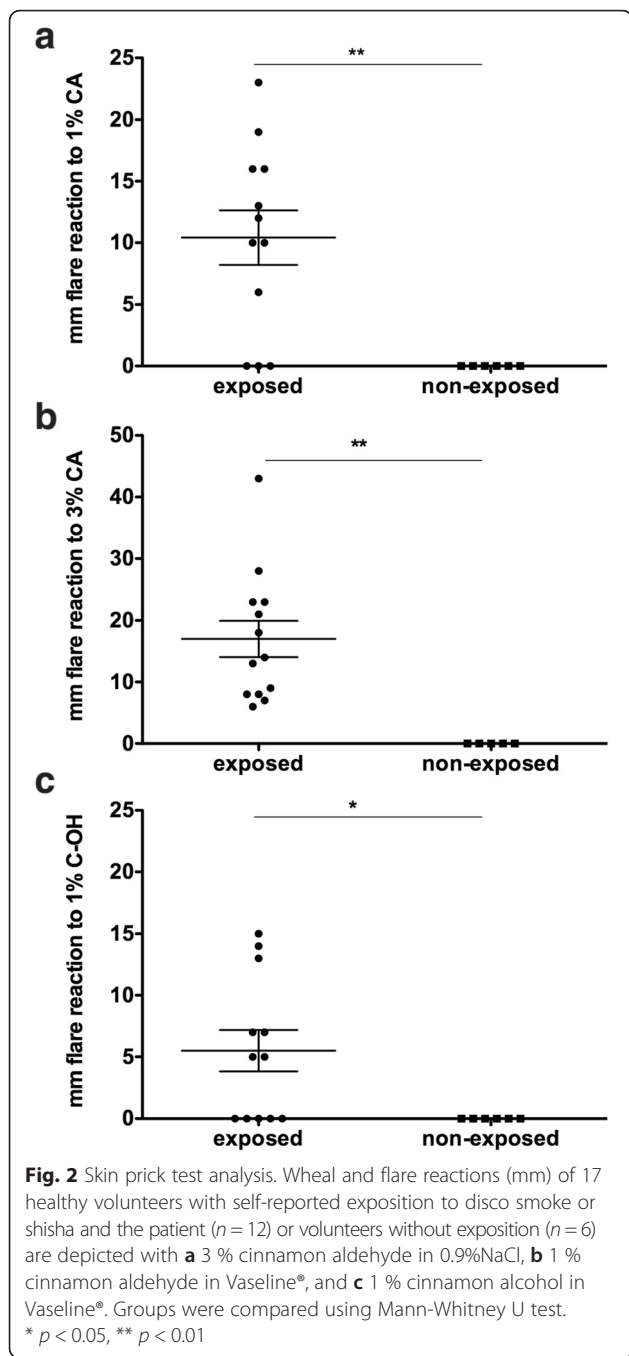 a
**
mm flare reaction to 1% CA
25
20
15
10
5
0
exposed non-exposed
b
**
mm flare reaction to 3% CA
50
40
30
20
10
0
exposed non-exposed
c
*
mm flare reaction to 1% C-OH
25
20
15
10
5
0
exposed non-exposed
Fig. 2 Skin prick test analysis. Wheal and flare reactions (mm) of 17
healthy volunteers with self-reported exposition to disco smoke or
shisha and the patient (n = 12) or volunteers without exposition (n = 6)
are depicted with a 3 % cinnamon aldehyde in 0.9%NaCl, b 1 %
cinnamon aldehyde in Vaseline®, and c 1 % cinnamon alcohol in
Vaseline®. Groups were compared using Mann-Whitney U test.
* p < 0.05, ** p < 0.01